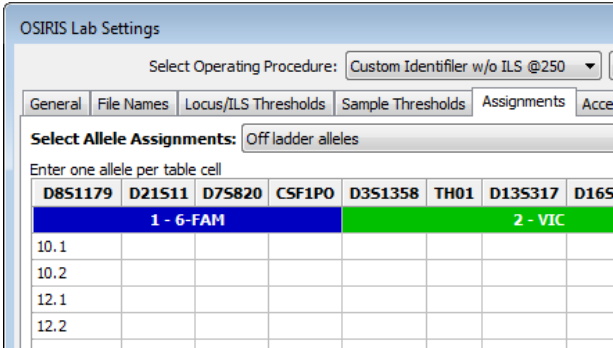 OSIRIS Lab Settings
Select Operating Procedure: Custom Identifiler w/o ILS @250
General File Names Locus/ILS Thresholds Sample Thresholds Assignments Acce
Select Allele Assignments: Off ladder alleles
Enter one allele per table cell
D8S1179 D21S11 D7S820 CSF1PO D3S1358 TH01 D13S317 D16S
1 - 6-FAM 2 - VIC
10.1
10.2
12.1
12.2